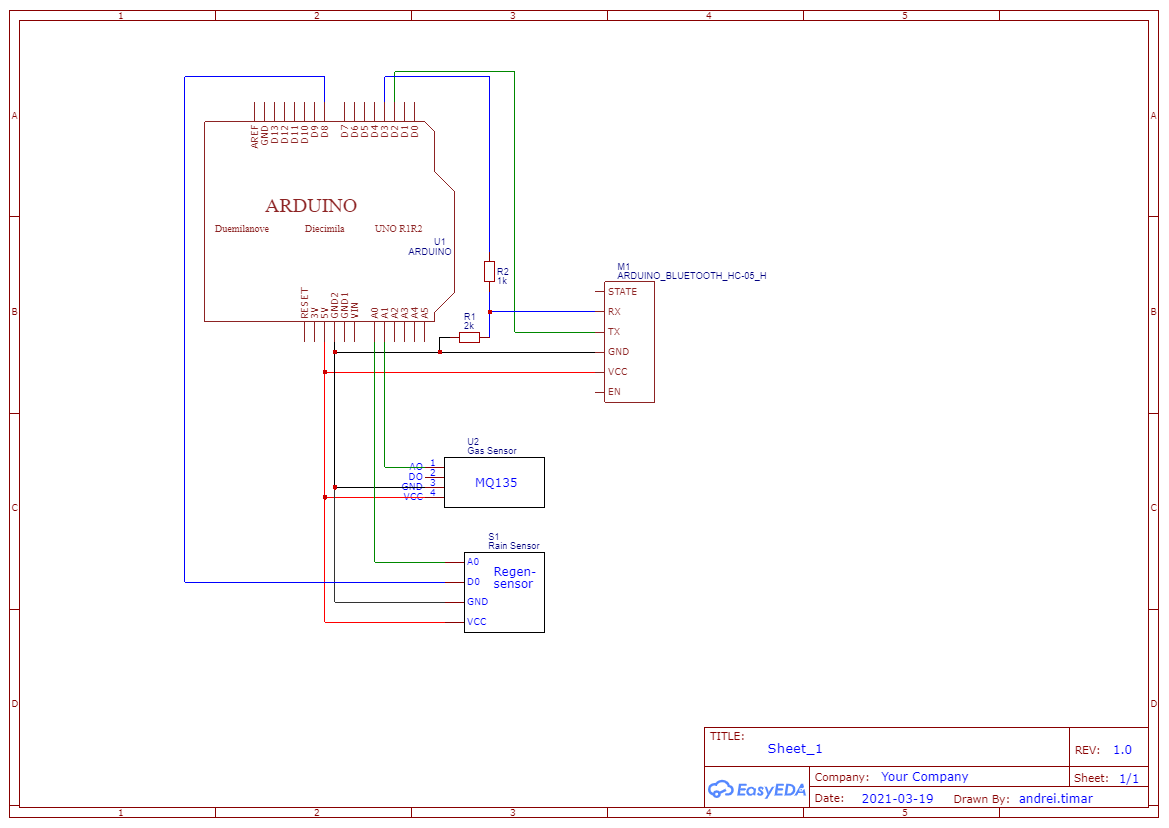 1 2 3 4 5
A A
B B
C C
D D
AREF GND D13 D12 D11 D10 D9 D8 D7 D6 D5 D4 D3 D2 D1 D0
ARDUINO
Duemilanove Diecimila UNO R1R2
U1
ARDUINO
RESET 3V 5V GND2 GND1 VIN A0 A1 A2 A3 A4 A5
R2
1k
R1
2k
M1
ARDUINO_BLUETOOTH_HC-05_H
STATE
RX
TX
GND
VCC
EN
U2
Gas Sensor
AO 1
DO 2
GND 3
VCC 4
MQ135
S1
Rain Sensor
A0
D0
GND
VCC
Regen-
sensor
TITLE:
Sheet_1
REV: 1.0
EasyEDA
Company: Your Company
Sheet: 1/1
Date: 2021-03-19 Drawn By: andrei.timar
1 2 3 4 5